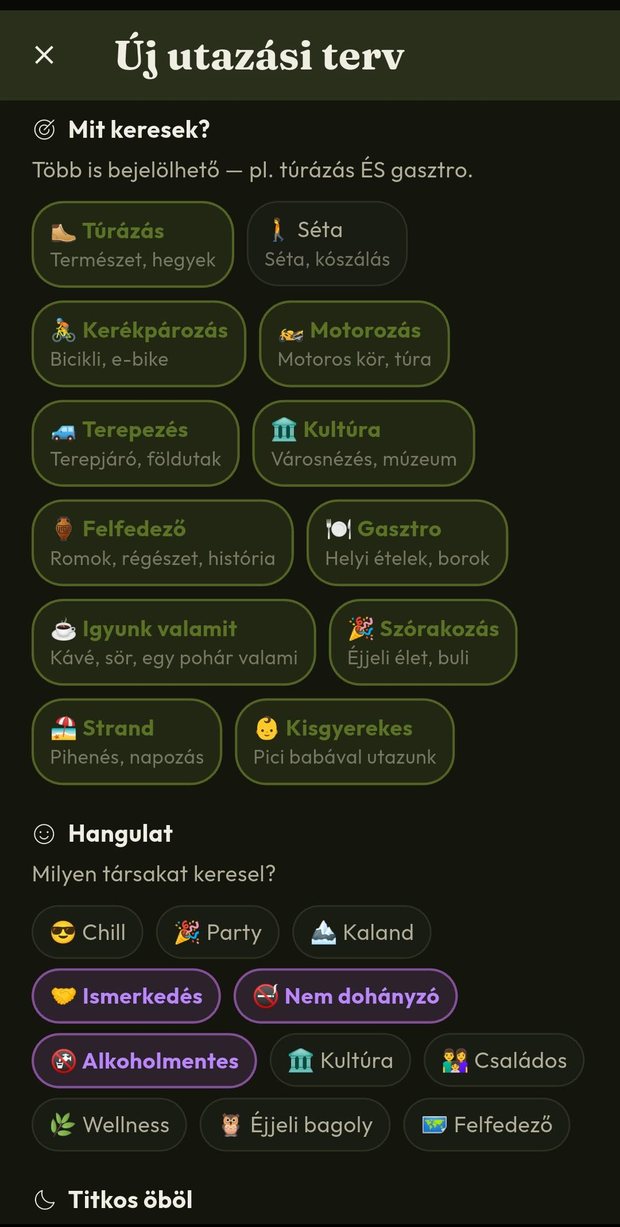 Új utazási terv
Mit keresek?
Több is bejelölhető — pl. túrázás ÉS gasztro.
Túrázás
Természet, hegyek
Séta
Séta, kószálás
Kerékpározás
Bicikli, e-bike
Motorozás
Motoros kör, túra
Terepezés
Terepjáró, földutak
Kultúra
Városnézés, múzeum
Felfedező
Romok, régészet, história
Gasztro
Helyi ételek, borok
Igyunk valamit
Kávé, sör, egy pohár valami
Szórakozás
Éjjeli élet, buli
Strand
Pihenés, napozás
Kisgyerekes
Pici babával utazunk
Hangulat
Milyen társakat keresel?
Chill
Party
Kaland
Ismerkedés
Nem dohányzó
Alkoholmentes
Kultúra
Családos
Wellness
Éjjeli bagoly
Felfedező
Titkos öböl